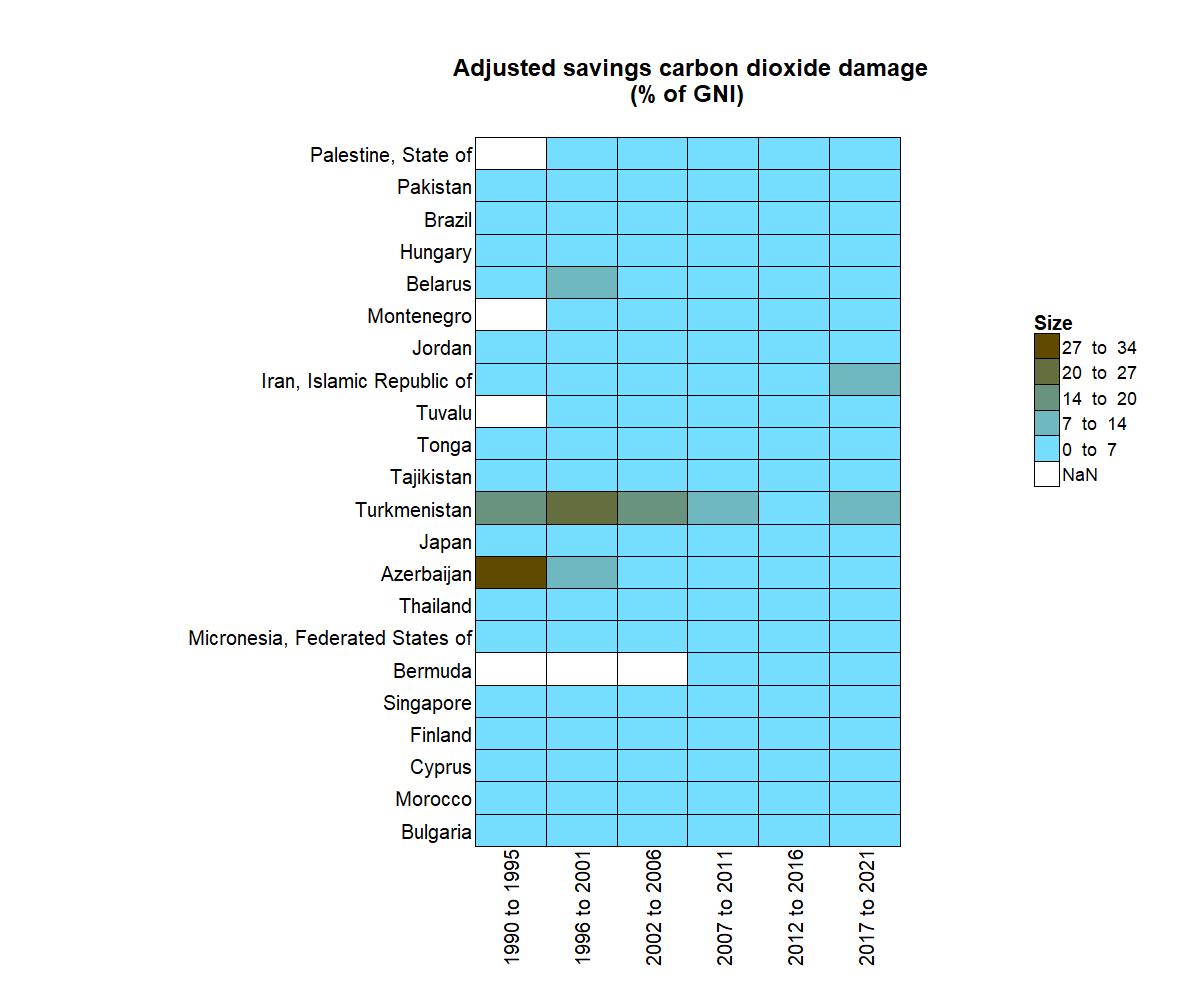 Adjusted savings carbon dioxide damage
(% of GNI)
Palestine, State of
Pakistan
Brazil
Hungary
Belarus
Montenegro
Jordan
Iran, Islamic Republic of
Tuvalu
Tonga
Tajikistan
Turkmenistan
Japan
Azerbaijan
Thailand
Micronesia, Federated States of
Bermuda
Singapore
Finland
Cyprus
Morocco
Bulgaria
1990 to 1995
1996 to 2001
2002 to 2006
2007 to 2011
2012 to 2016
2017 to 2021
Size
27 to 34
20 to 27
14 to 20
7 to 14
0 to 7
NaN